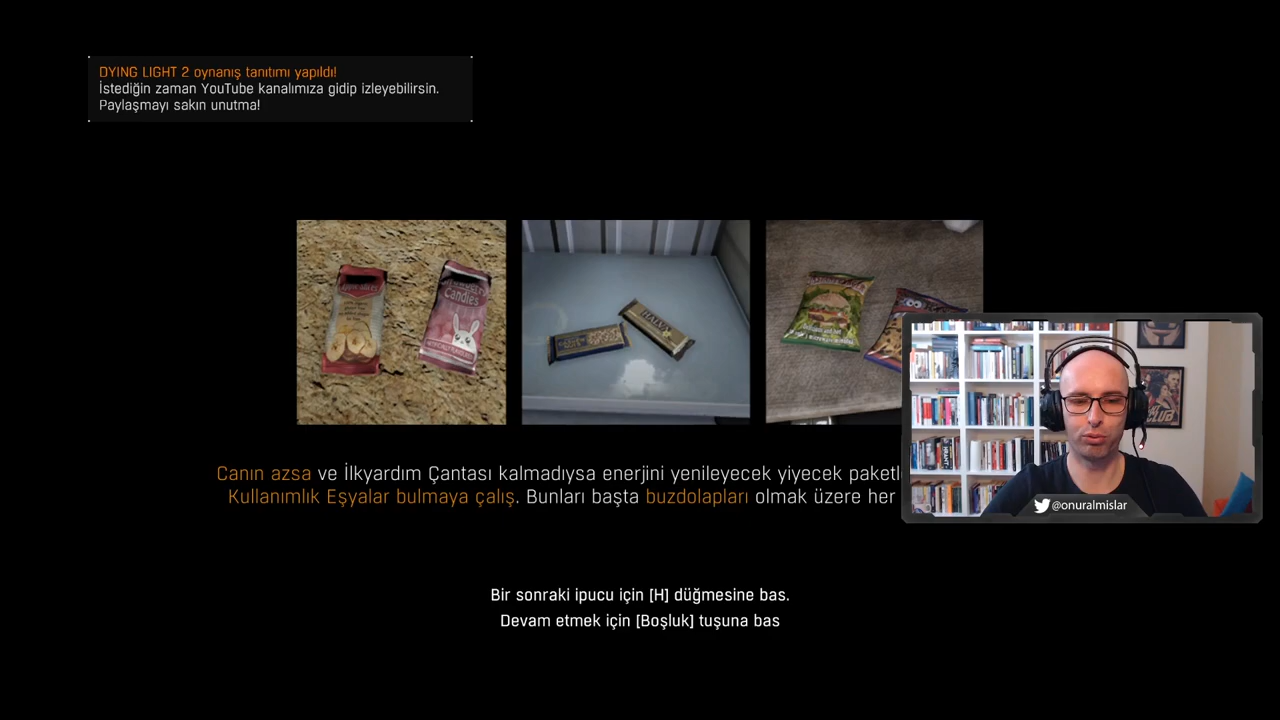 DYING LIGHT 2 oynanış tanıtımı yapıldı!
İstediğin zaman YouTube kanalımıza gidip izleyebilirsin.
Paylaşmayı sakın unutma!
Candies
HALVA
Canın azsa ve İlkyardım Çantası kalmadıysa enerjini yenileyecek yiyecek
Kullanımlık Eşyalar bulmaya çalış. Bunları başta buzdolapları olmak üzere her
@onuralmislar
Bir sonraki ipucu için [H] düğmesine bas.
Devam etmek için [Boşluk] tuşuna bas